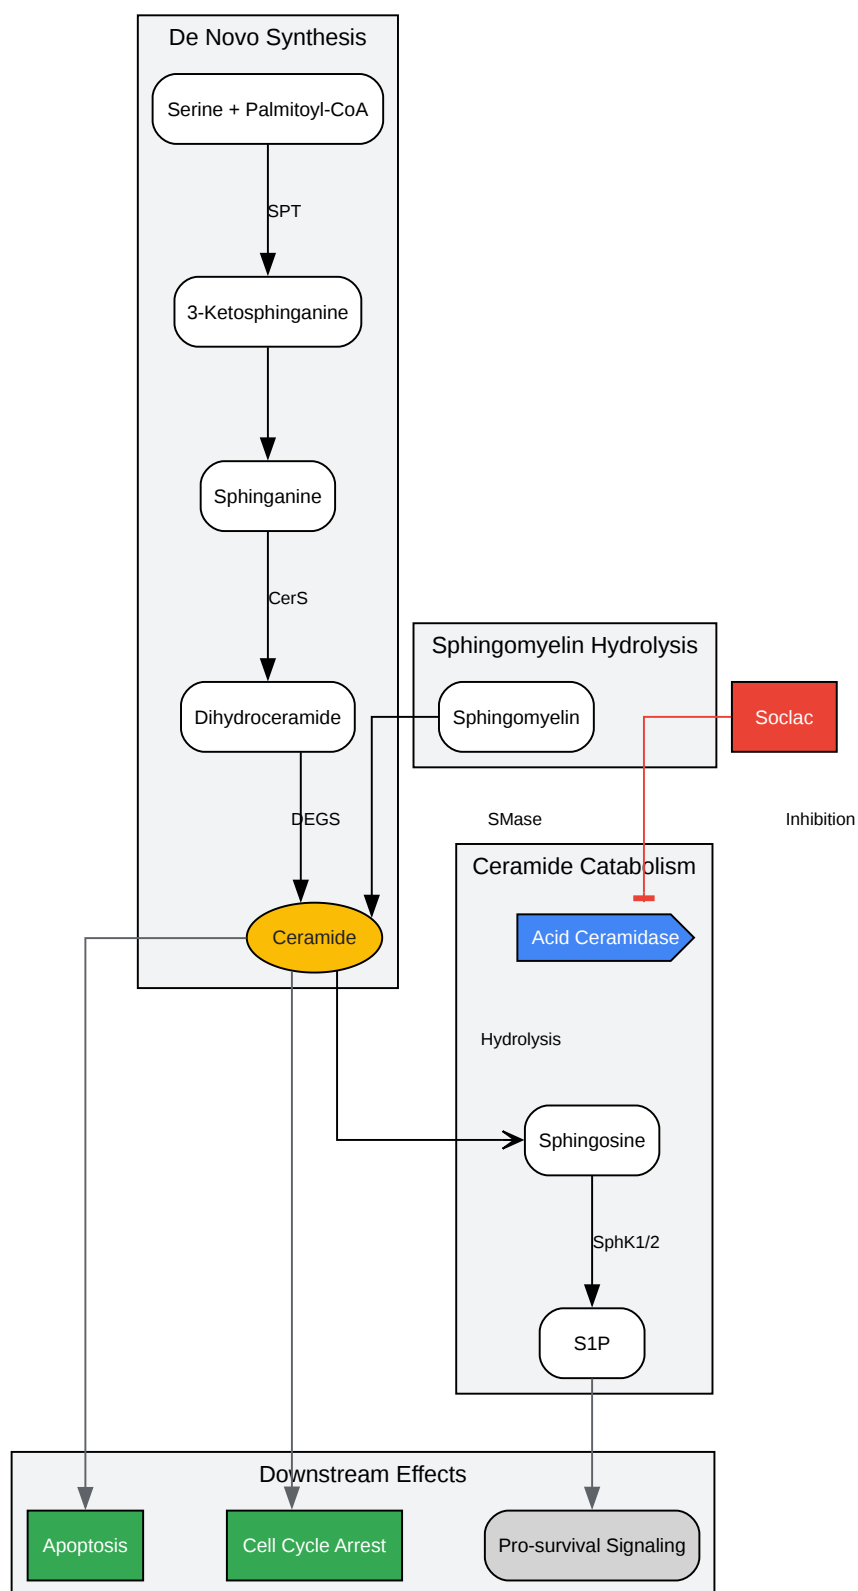 De Novo Synthesis
Serine + Palmitoyl-CoA
SPT
3-Ketosphinganine
Sphinganine
CerS
Sphingomyelin Hydrolysis
Dihydroceramide
Sphingomyelin
Soclac
DEGS
SMase
Inhibition
Ceramide Catabolism
Ceramide
Acid Ceramidase
Hydrolysis
Sphingosine
SphK1/2
S1P
Downstream Effects
Apoptosis
Cell Cycle Arrest
Pro-survival Signaling